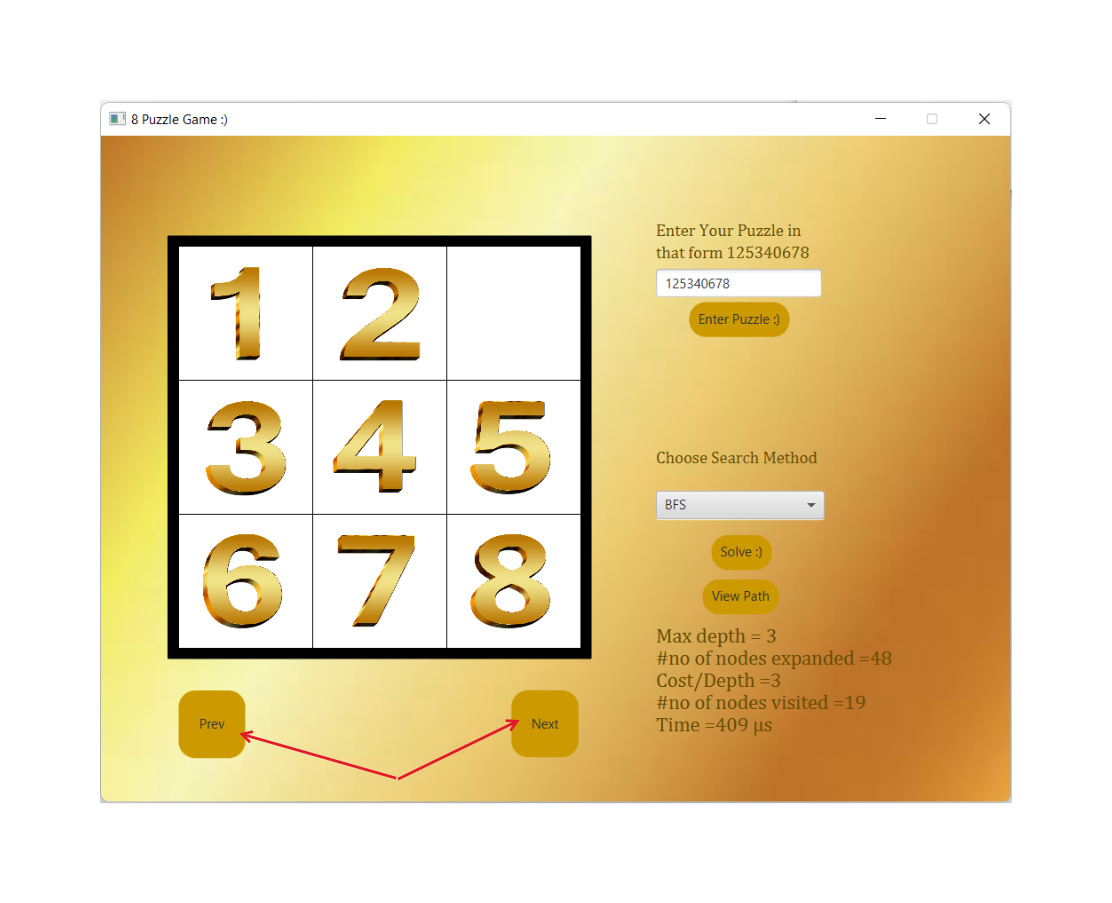 8 Puzzle Game :)
1 2
3 4 5
6 7 8
Prev
Next
Enter Your Puzzle in
that form 125340678
125340678
Enter Puzzle :)
Choose Search Method
BFS
Solve :)
View Path
Max depth = 3
#no of nodes expanded =48
Cost/Depth =3
#no of nodes visited =19
Time =409 µs